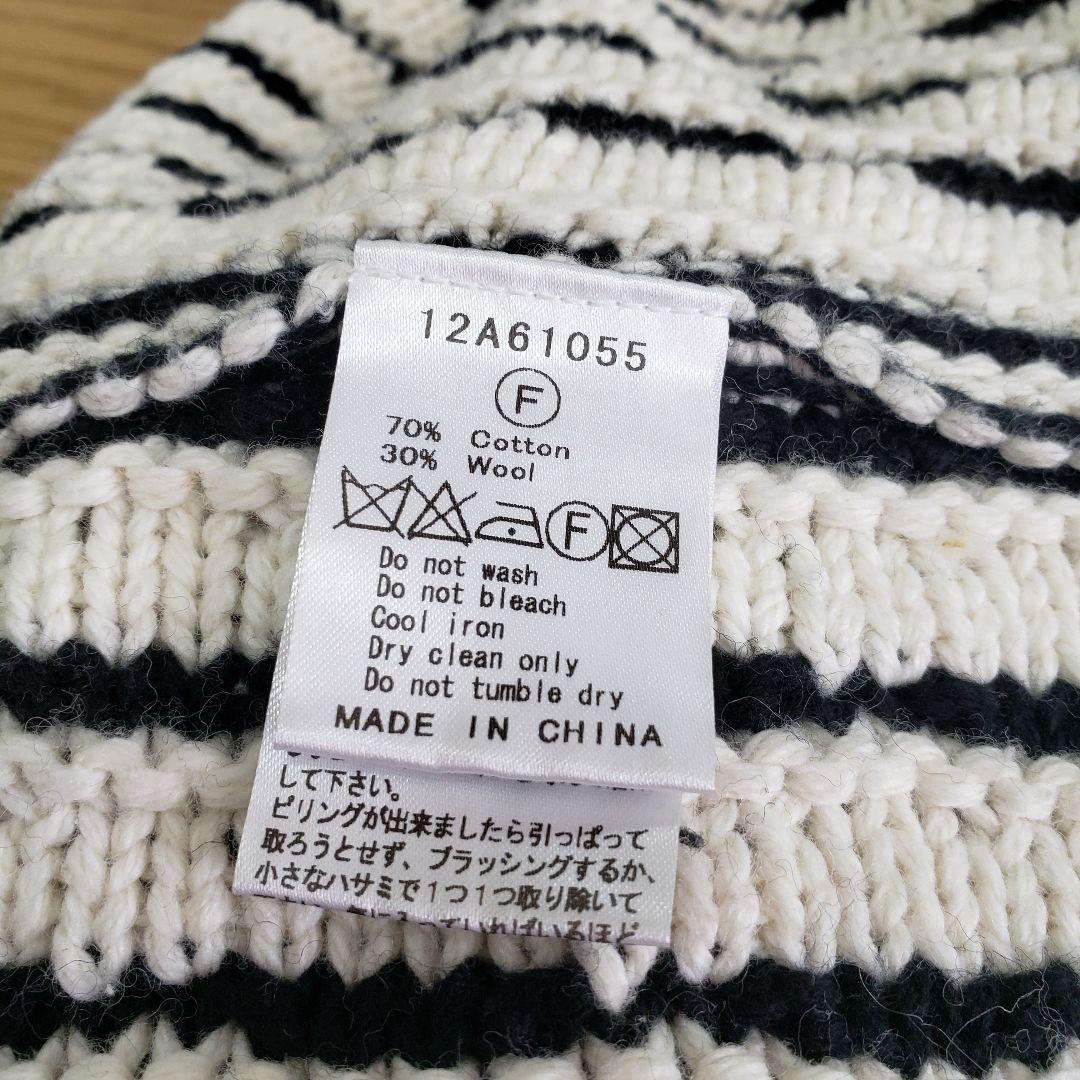 12A61055
F
70% Cotton
30% Wool
F
Do not wash
Do not bleach
Cool iron
Dry clean only
Do not tumble dry
MADE IN CHINA
して下さい。
ピリングが出来ましたら引っぱって
取ろうとせず、ブラッシングするか、
小さなハサミで1つ1つ取り除いて